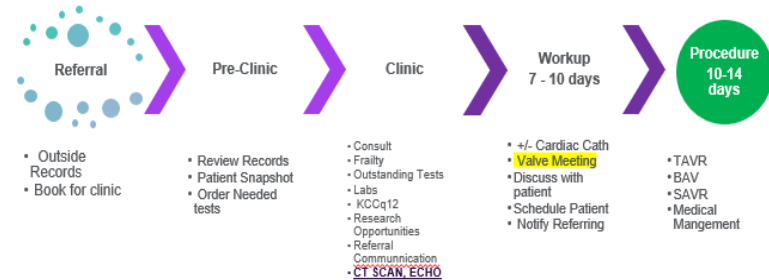 Referral
Pre-Clinic
Clinic
Workup
7 - 10 days
Procedure
10-14
days
• Outside
Records
• Book for clinic
• Review Records
• Patient Snapshot
• Order Needed
tests
• Consult
• Frailty
• Outstanding Tests
• Labs
• KCCq12
• Research
Opportunities
• Referral
Communnication
• CT SCAN, ECHO
• +/- Cardiac Cath
• Valve Meeting
• Discuss with
patient
• Schedule Patient
• Notify Referring
• TAVR
• BAV
• SAVR
• Medical
Mangement